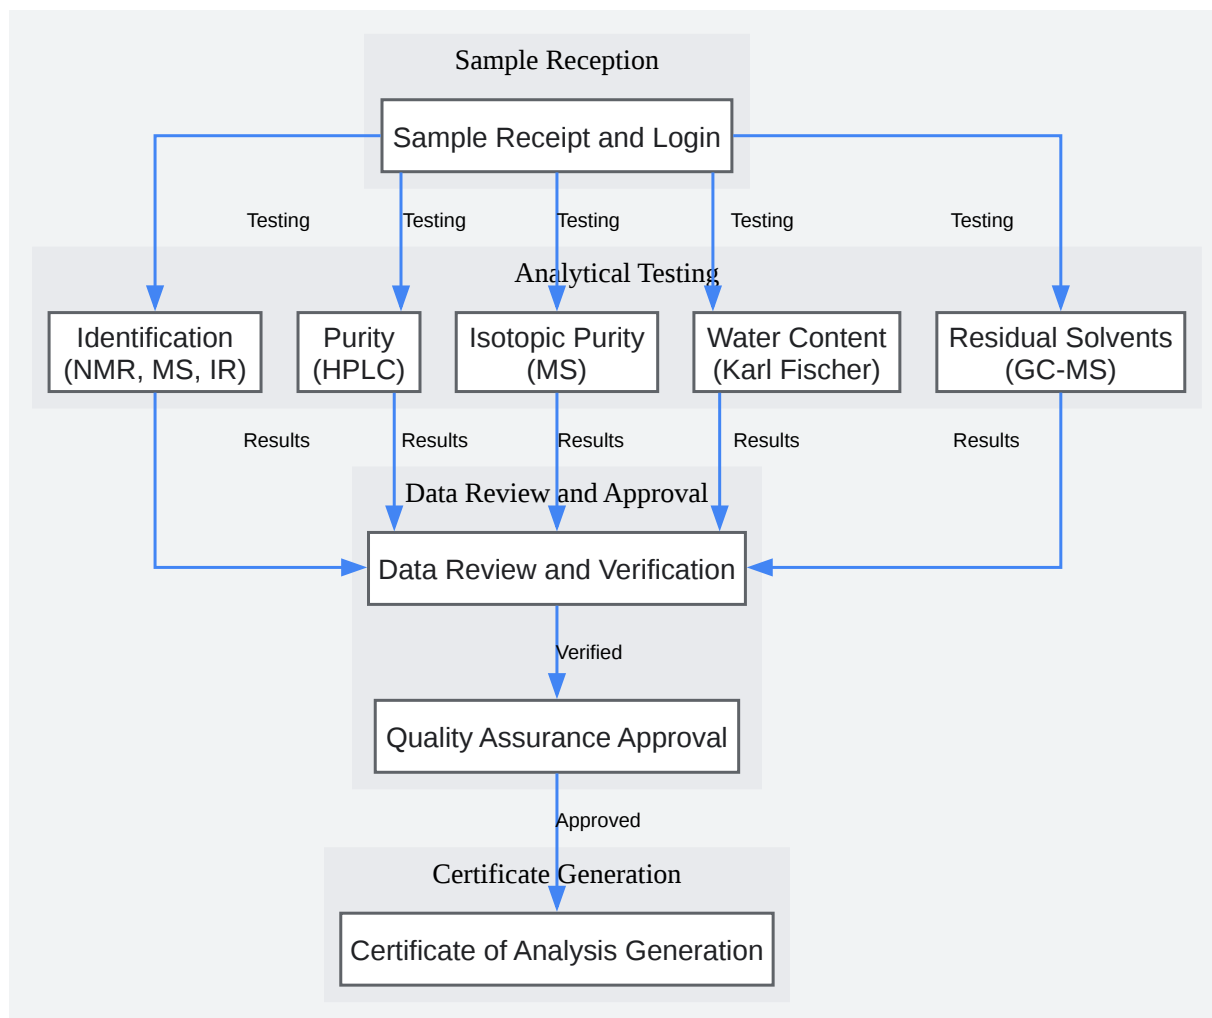 Sample Reception
Sample Receipt and Login
Testing
Testing
Testing
Testing
Testing
Analytical Testing
Identification
(NMR, MS, IR)
Purity
(HPLC)
Isotopic Purity
(MS)
Water Content
(Karl Fischer)
Residual Solvents
(GC-MS)
Results
Results
Results
Results
Results
Data Review and Approval
Data Review and Verification
Verified
Quality Assurance Approval
Approved
Certificate Generation
Certificate of Analysis Generation